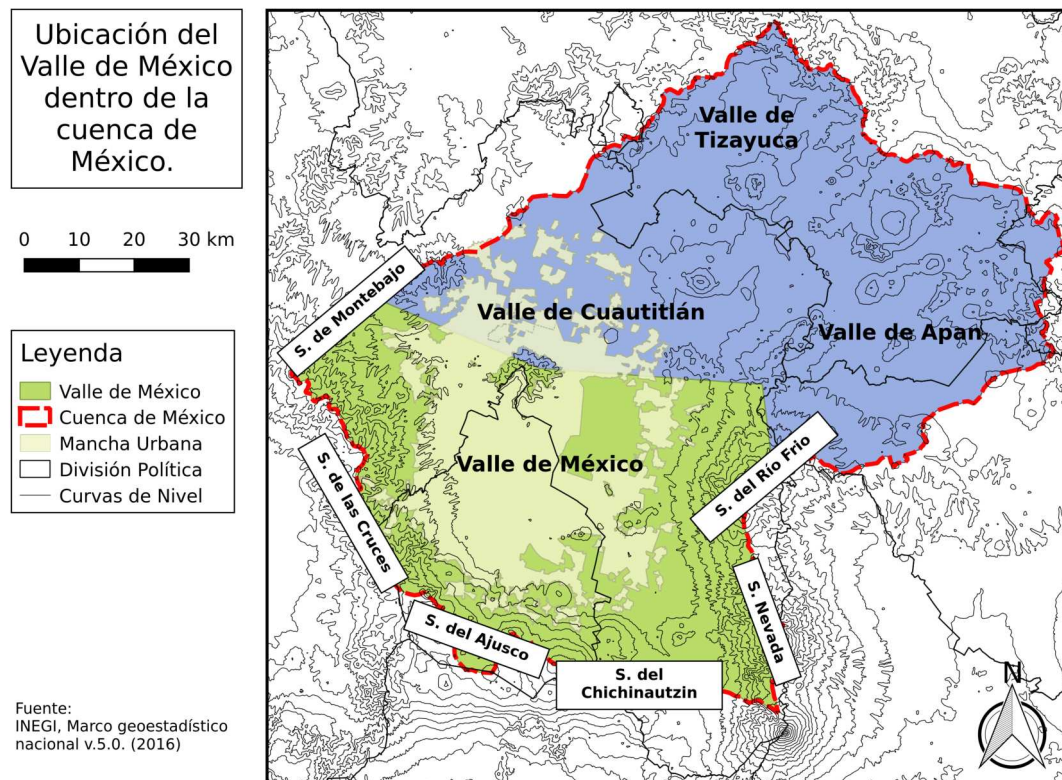 Ubicación del
Valle de México
dentro de la
cuenca de
México.
0 10 20 30 km
Leyenda
Valle de México
Cuenca de México
Mancha Urbana
División Política
Curvas de Nivel
Fuente:
INEGI, Marco geoestadístico
nacional v.5.0. (2016)
Valle de
Tizayuca
S. de Montebajo
Valle de Cuautitlán
Valle de Apan
Valle de México
S. del Río Frio
S. de las Cruces
S. Nevada
S. del Ajusco
S. del
Chichinautzin
N